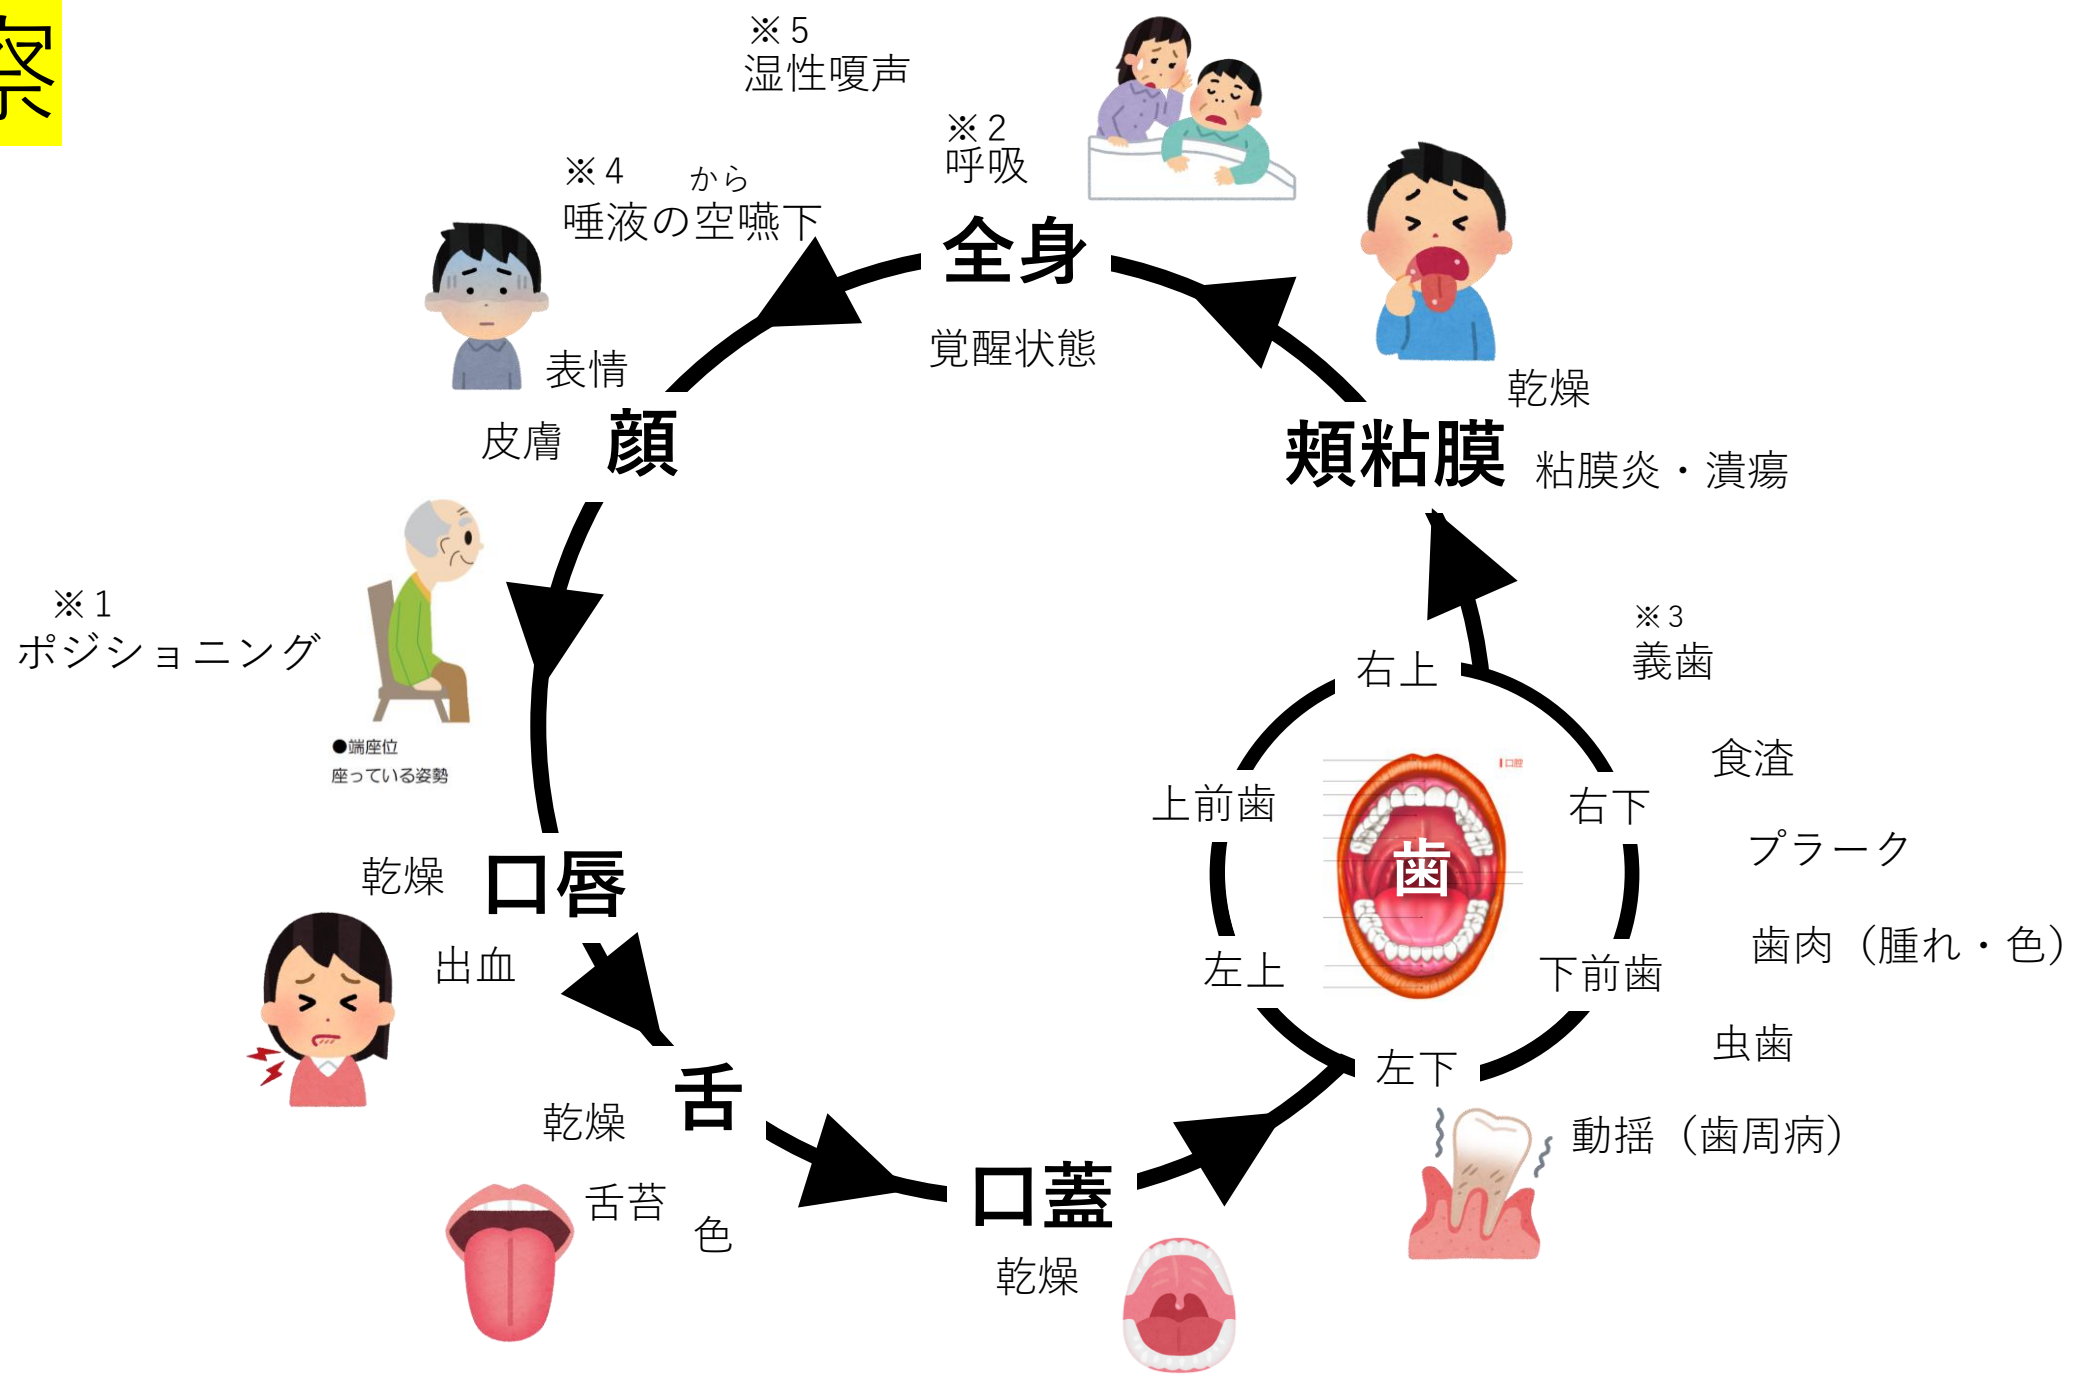 察
※5
湿性嗄声
※2
呼吸
※4
から
唾液の空嚥下
全身
覚醒状態
表情
皮膚
顔
乾燥
頬粘膜
粘膜炎・潰瘍
※1
ポジショニング
●端座位
座っている姿勢
乾燥
口唇
出血
舌
乾燥
舌苔
色
口蓋
乾燥
※3
義歯
右上
食渣
口腔
上前歯
右下
歯
プラーク
歯肉（腫れ・色）
左上
下前歯
虫歯
左下
動揺（歯周病）